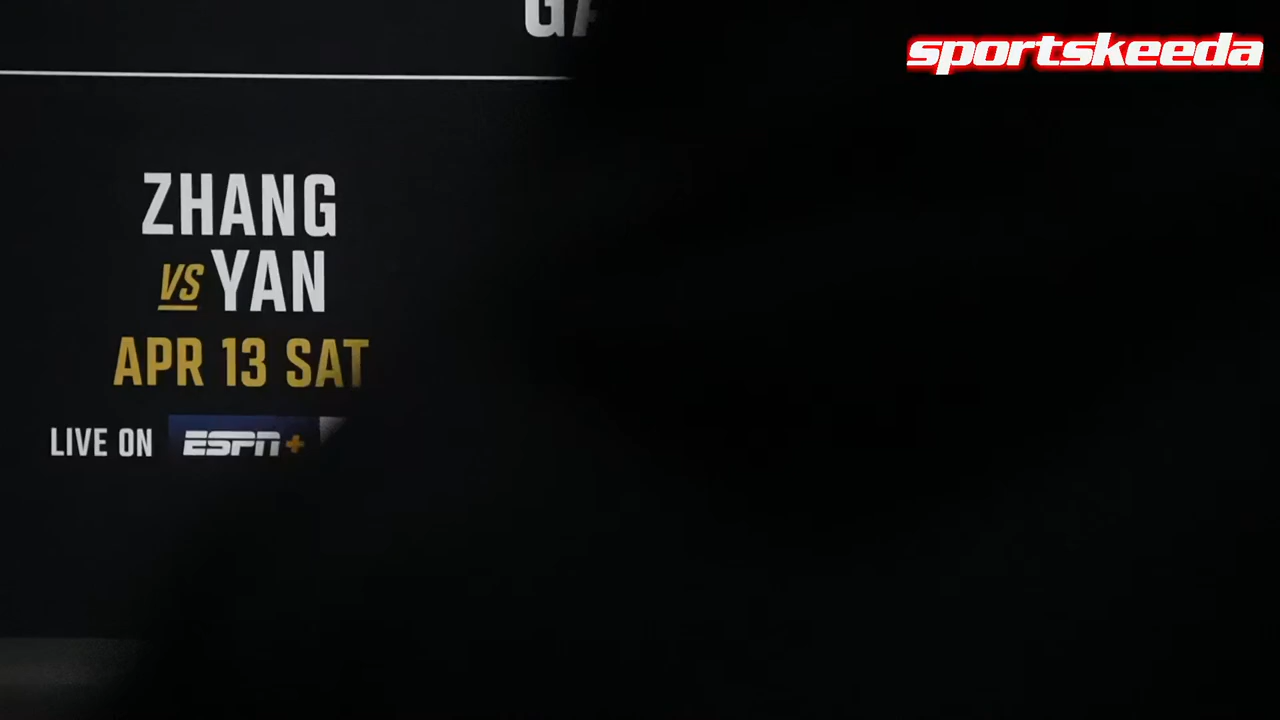 sportskeeda
ZHANG
VS YAN
APR 13 SAT
LIVE ON ESPN+